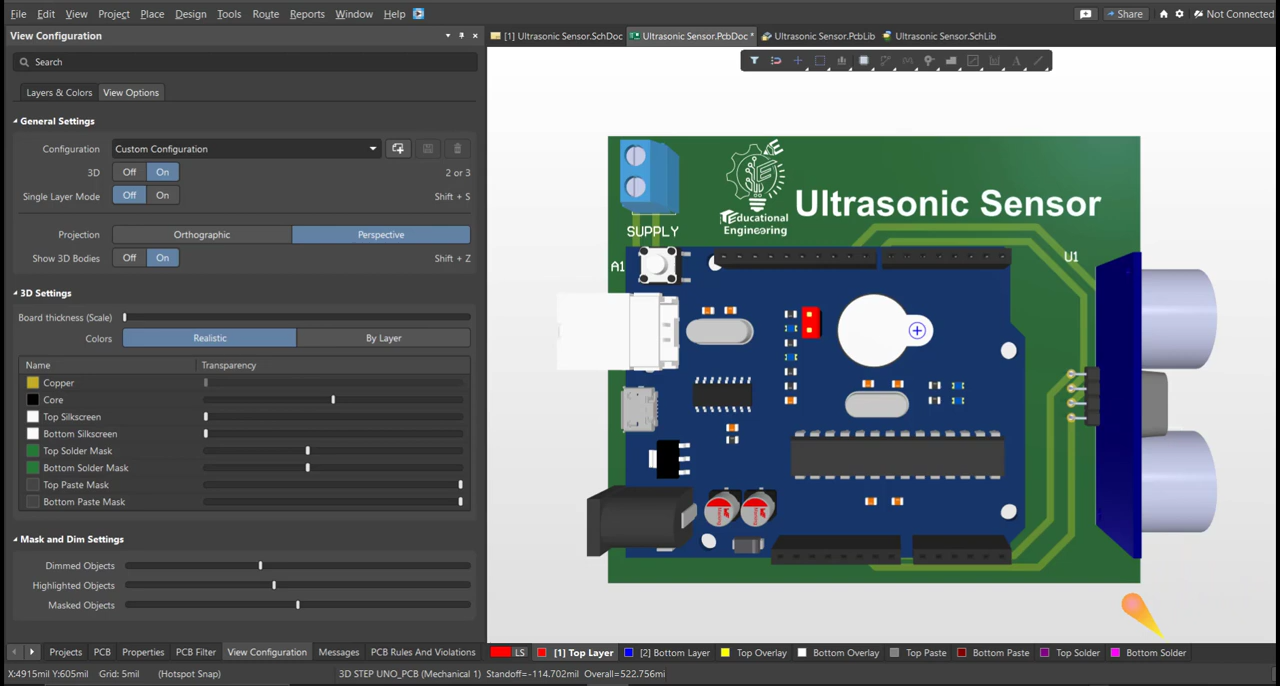 File Edit View Project Place Design Tools Route Reports Window Help Share Not Connected
View Configuration
[1] Ultrasonic Sensor.SchDoc Ultrasonic Sensor.PcbDoc * Ultrasonic Sensor.PcbLib Ultrasonic Sensor.SchLib
Search
Layers & Colors View Options
General Settings
Configuration Custom Configuration
3D Off On 2 or 3
Single Layer Mode Off On Shift + S
Projection Orthographic Perspective
Show 3D Bodies Off On Shift + Z
3D Settings
Board thickness (Scale)
Colors Realistic By Layer
Name Transparency
Copper
Core
Top Silkscreen
Bottom Silkscreen
Top Solder Mask
Bottom Solder Mask
Top Paste Mask
Bottom Paste Mask
Mask and Dim Settings
Dimmed Objects
Highlighted Objects
Masked Objects
Educational
Engineering
Ultrasonic Sensor
SUPPLY
A1
U1
Projects PCB Properties PCB Filter View Configuration Messages PCB Rules And Violations
LS [1] Top Layer [2] Bottom Layer Top Overlay Bottom Overlay Top Paste Bottom Paste Top Solder Bottom Solder
X:4915mil Y:605mil Grid: 5mil (Hotspot Snap) 3D STEP UNO_PCB (Mechanical 1) Standoff=-114.702mil Overall=522.756mi